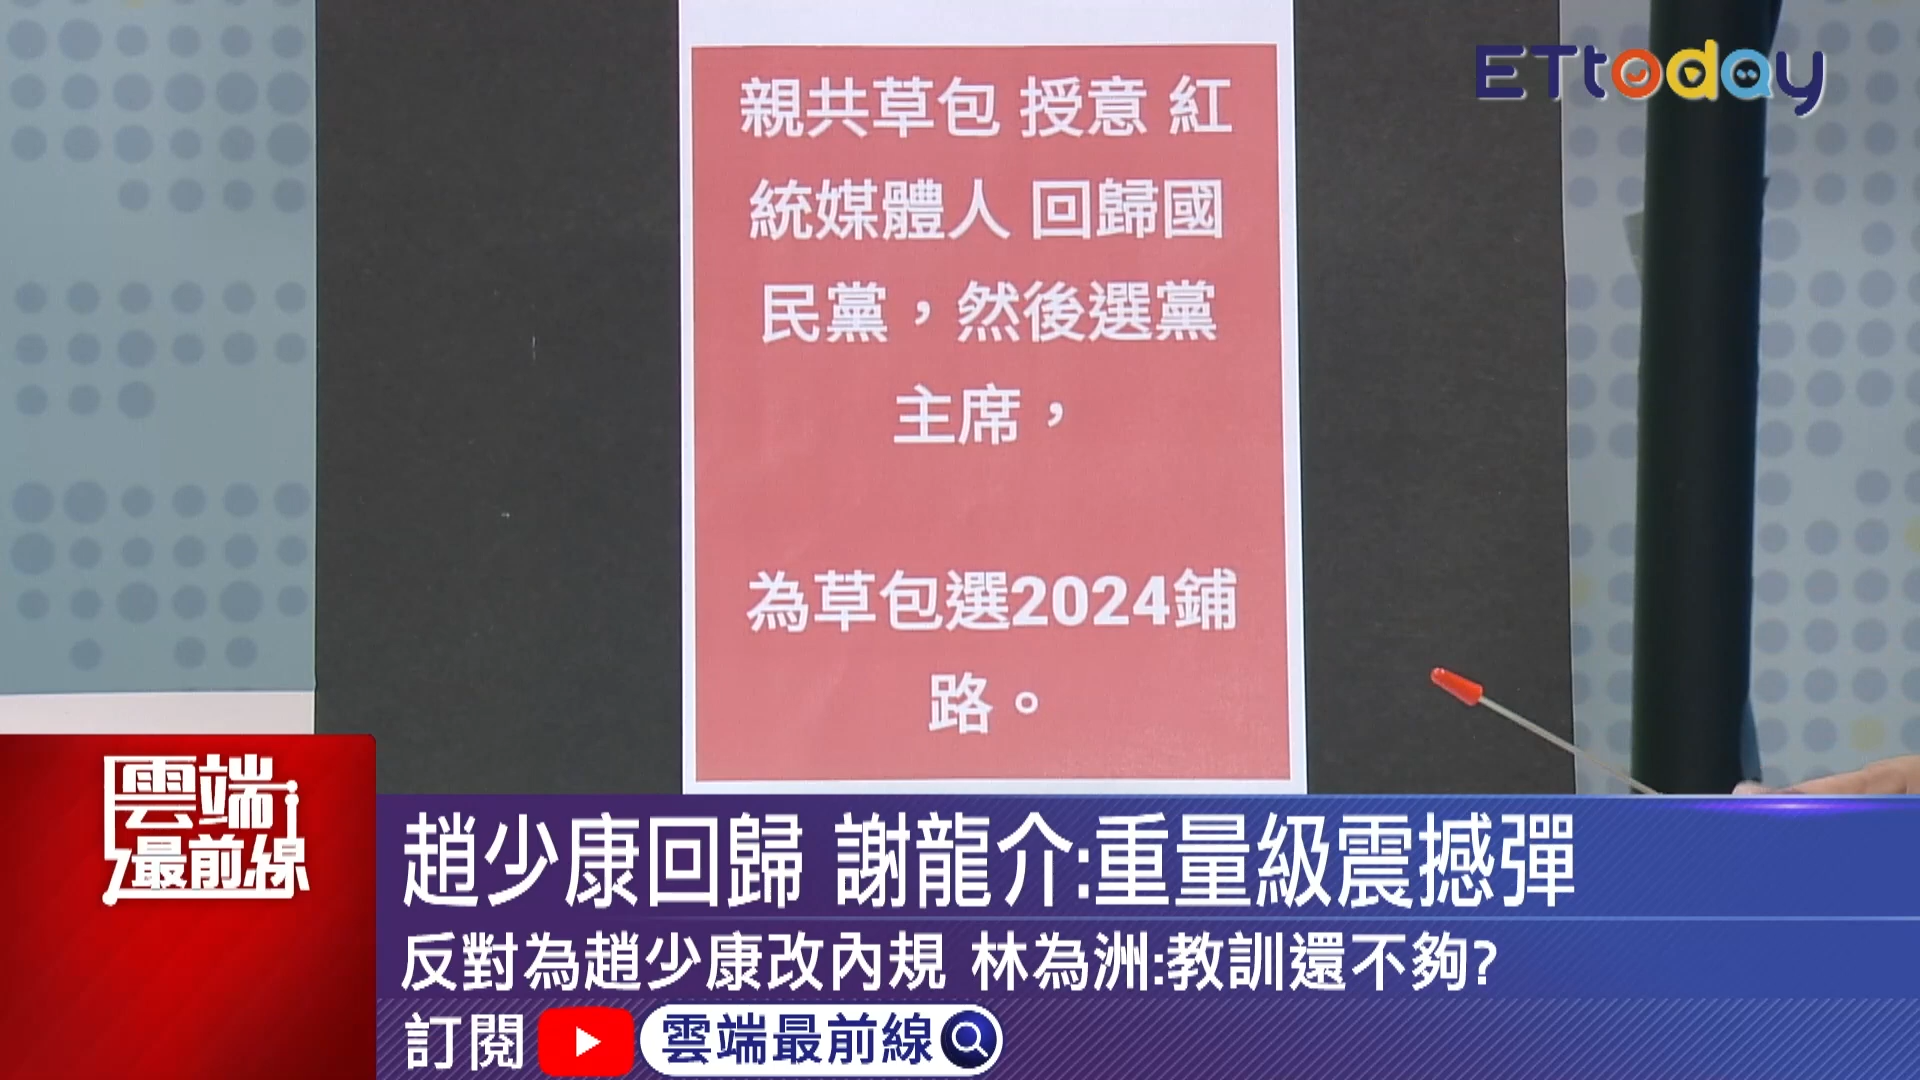 ETtoday
親共草包 授意 紅
統媒體人 回歸國
民黨，然後選黨
主席，
為草包選2024鋪
路。
雲端
最前線
趙少康回歸 謝龍介:重量級震撼彈
反對為趙少康改內規 林為洲:教訓還不夠?
訂閱 雲端最前線